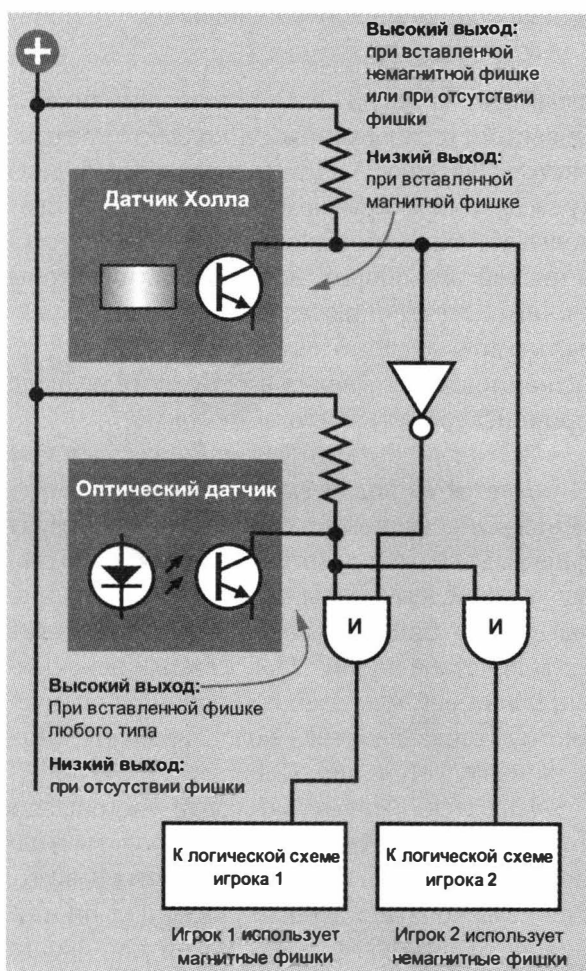 Высокий выход:
при вставленной
немагнитной фишке
или при отсутствии
фишки
Низкий выход:
при вставленной
магнитной фишке
Датчик Холла
Оптический датчик
И
И
Высокий выход:
При вставленной фишке
любого типа
Низкий выход:
при отсутствии фишки
К логической схеме
игрока 1
К логической схеме
игрока 2
Игрок 1 использует
магнитные фишки
Игрок 2 использует
немагнитные фишки